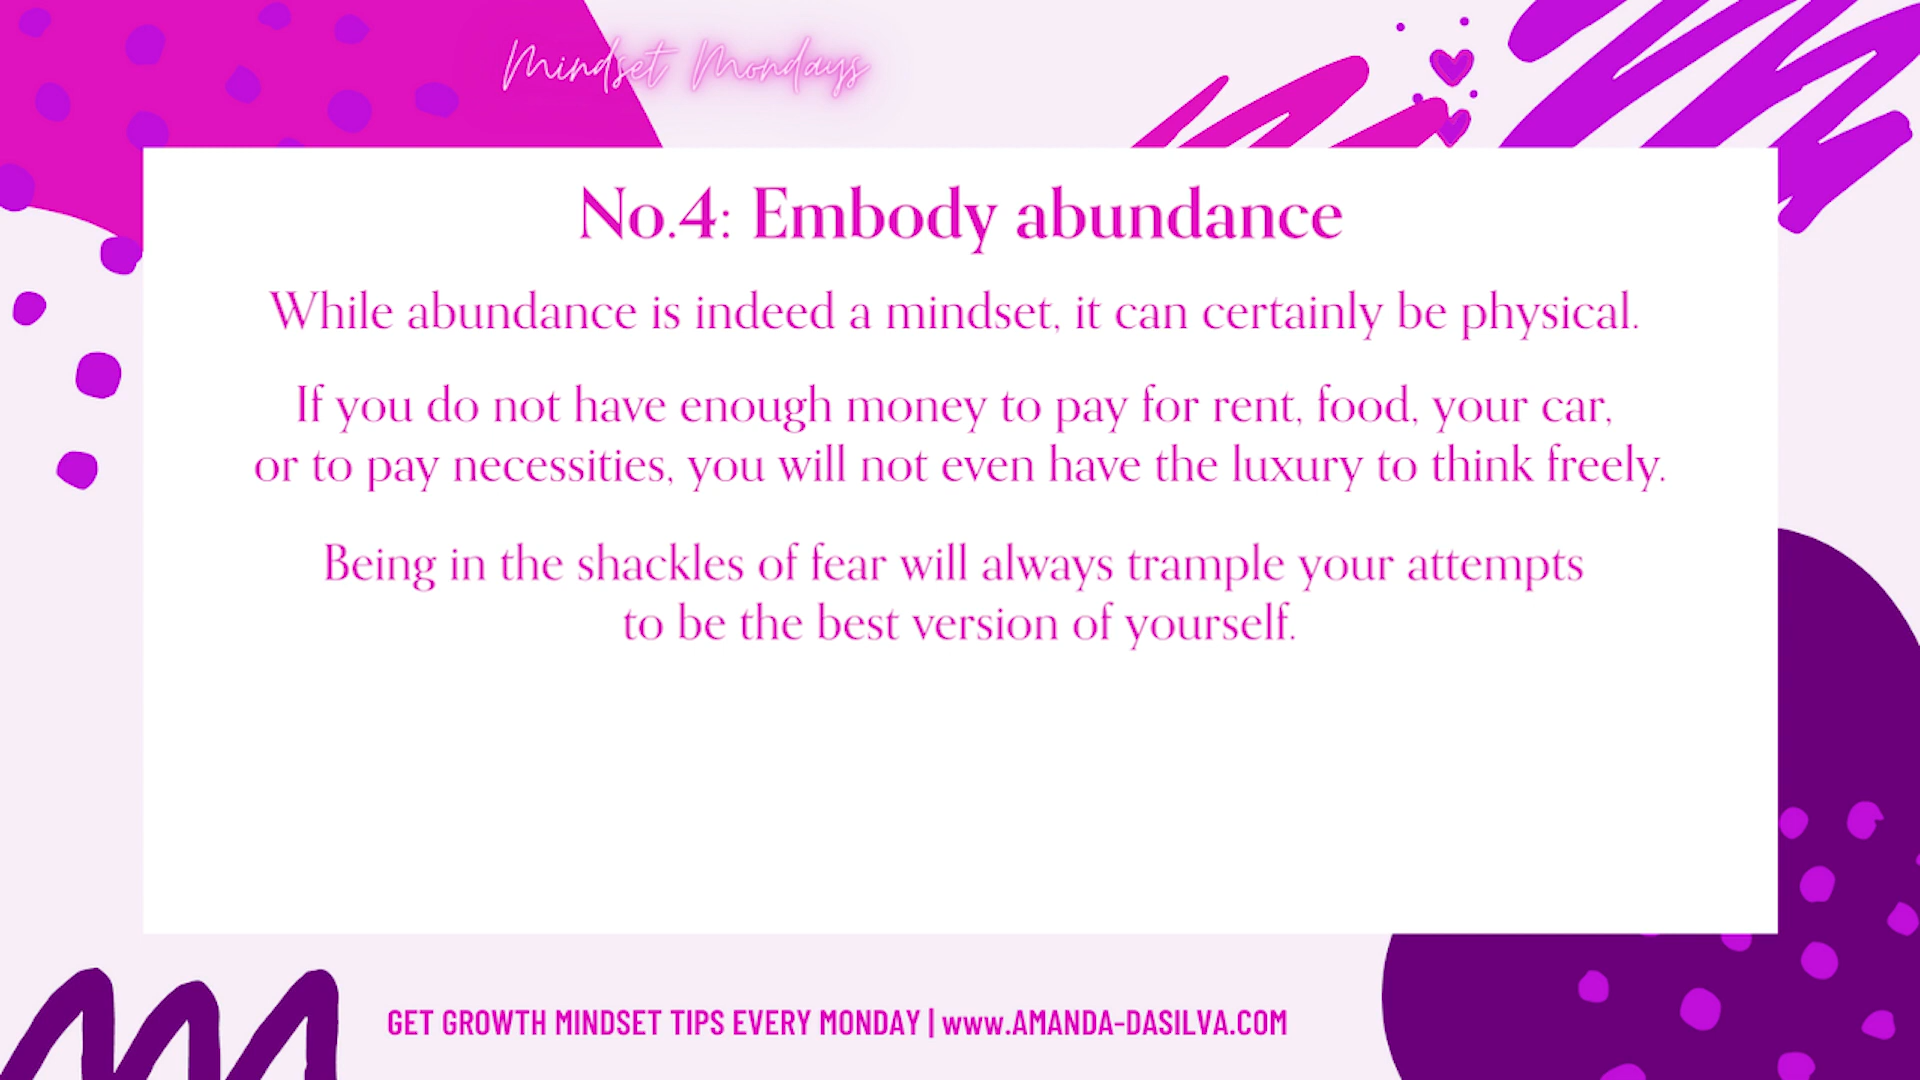 Mindset Mondays
No.4: Embody abundance
While abundance is indeed a mindset, it can certainly be physical.
If you do not have enough money to pay for rent, food, your car,
or to pay necessities, you will not even have the luxury to think freely.
Being in the shackles of fear will always trample your attempts
to be the best version of yourself.
GET GROWTH MINDSET TIPS EVERY MONDAY | www.AMANDA-DASILVA.COM